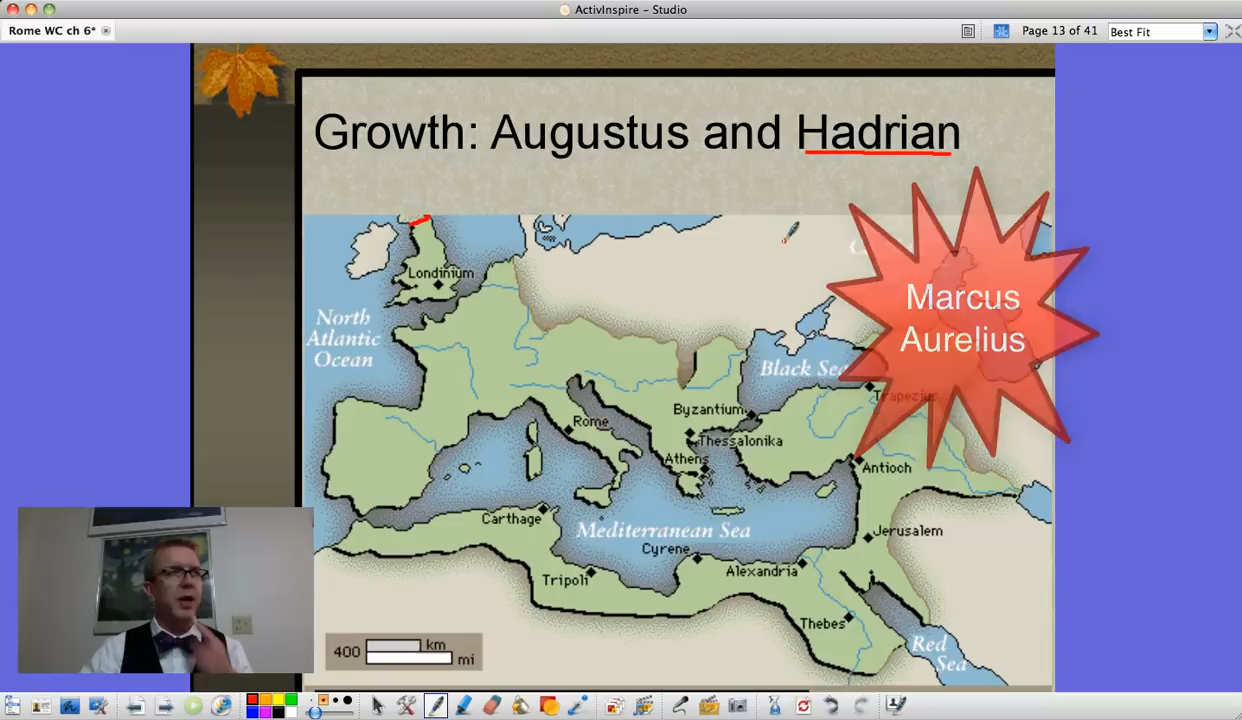 ActivInspire – Studio
Rome WC ch 6*
Page 13 of 41
Best Fit
Growth: Augustus and Hadrian
Marcus
Aurelius
Londinium
North
Atlantic
Ocean
Black Sea
Trapezius
Byzantium
Rome
Thessalonika
Athens
Antioch
Carthage
Mediterranean Sea
Jerusalem
Cyrene
Alexandria
Tripoli
Thebes
Red
Sea
400 km
mi